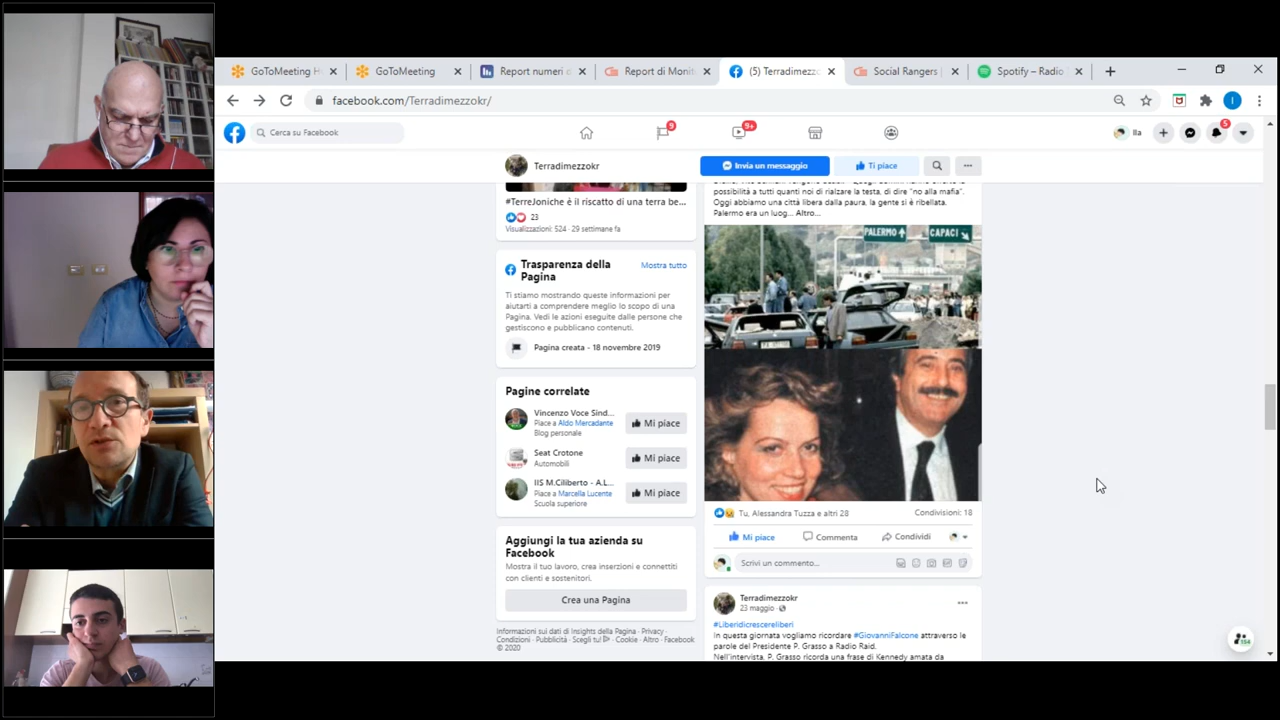 GoToMeeting H
GoToMeeting
Report numeri d
Report di Monit
(5) Terradimezz
Social Rangers
Spotify – Radio
facebook.com/Terradimezzokr/
Cerca su Facebook
9
9+
Ila
5
Terradimezzokr
Invia un messaggio
Ti piace
#TerreJoniche è il riscatto di una terra be...
23
Visualizzazioni: 524 · 29 settimane fa
Trasparenza della
Pagina
Mostra tutto
Ti stiamo mostrando queste informazioni per
aiutarti a comprendere meglio lo scopo di una
Pagina. Vedi le azioni eseguite dalle persone che
gestiscono e pubblicano contenuti.
Pagina creata - 18 novembre 2019
Pagine correlate
Vincenzo Voce Sind...
Piace a Aldo Mercadante
Blog personale
Mi piace
Seat Crotone
Automobili
Mi piace
IIS M.Ciliberto - A.L...
Piace a Marcella Lucente
Scuola superiore
Mi piace
Aggiungi la tua azienda su
Facebook
Mostra il tuo lavoro, crea inserzioni e connettiti
con clienti e sostenitori.
Crea una Pagina
Informazioni sui dati di Insights della Pagina · Privacy ·
Condizioni · Pubblicità · Scegli tu! · Cookie · Altro · Facebook
© 2020
possibilità a tutti quanti noi di rialzare la testa, di dire "no alla mafia".
Oggi abbiamo una città libera dalla paura, la gente si è ribellata.
Palermo era un luog... Altro...
PALERMO
CAPACI
Tu, Alessandra Tuzza e altri 28
Condivisioni: 18
Mi piace
Commenta
Condividi
Scrivi un commento...
Terradimezzokr
23 maggio ·
#Liberidicrescereliberi
In questa giornata vogliamo ricordare #GiovanniFalcone attraverso le
parole del Presidente P. Grasso a Radio Raid.
Nell'intervista, P. Grasso ricorda una frase di Kennedy amata da